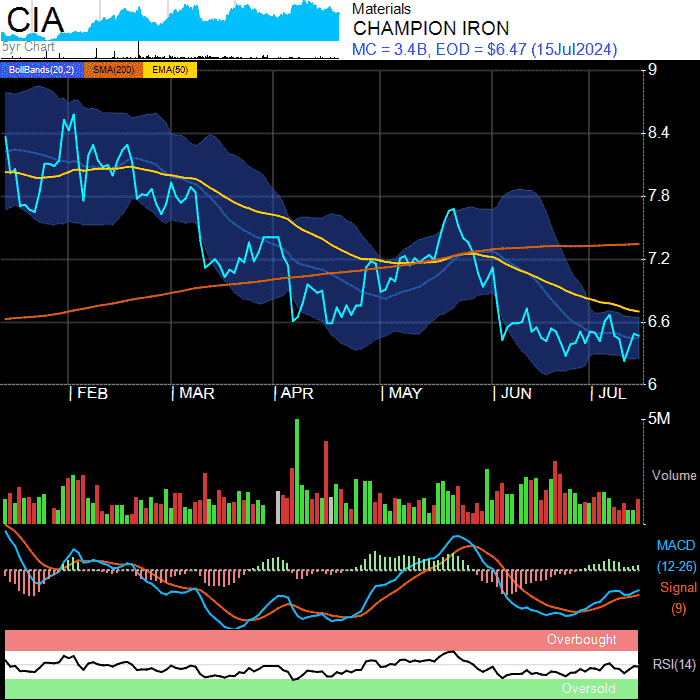 CIA
5yr Chart
Materials
CHAMPION IRON
MC = 3.4B, EOD = $6.47 (15Jul2024)
BollBands(20,2) SMA(200) EMA(50)
9
8.4
7.8
7.2
6.6
6
FEB MAR APR MAY JUN JUL
5M
Volume
MACD
(12-26)
Signal
(9)
Overbought
RSI(14)
Oversold